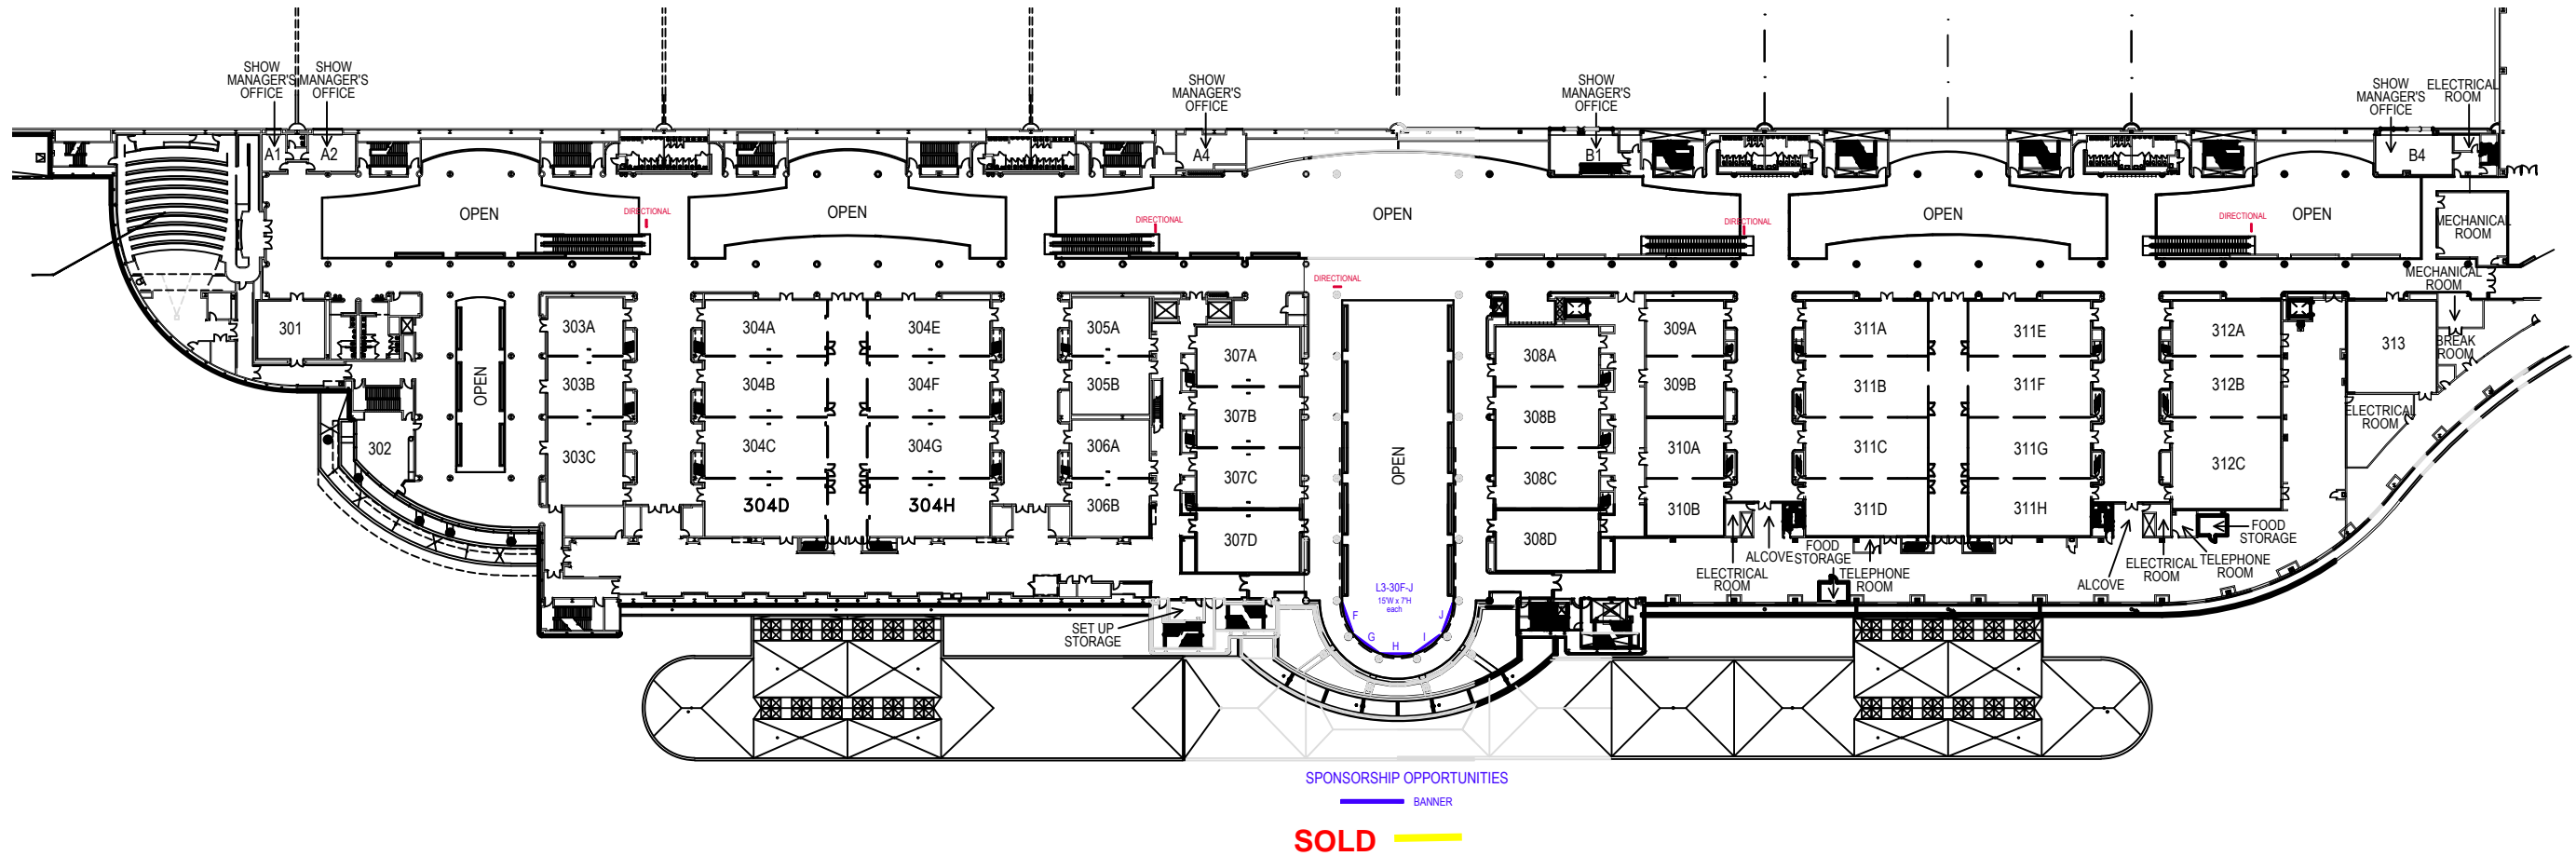 SHOW
MANAGER'S
OFFICE
SHOW
MANAGER'S
OFFICE
SHOW
MANAGER'S
OFFICE
SHOW
MANAGER'S
OFFICE
SHOW
MANAGER'S
OFFICE
ELECTRICAL
ROOM
A1
A2
A4
B1
B4
OPEN
OPEN
OPEN
OPEN
OPEN
DIRECTIONAL
DIRECTIONAL
DIRECTIONAL
DIRECTIONAL
DIRECTIONAL
MECHANICAL
ROOM
MECHANICAL
ROOM
BREAK
ROOM
ELECTRICAL
ROOM
301
302
OPEN
303A
303B
303C
304A
304B
304C
304D
304E
304F
304G
304H
305A
305B
306A
306B
307A
307B
307C
307D
OPEN
308A
308B
308C
308D
309A
309B
310A
310B
311A
311B
311C
311D
311E
311F
311G
311H
312A
312B
312C
313
ELECTRICAL
ROOM
ALCOVE
FOOD
STORAGE
TELEPHONE
ROOM
ALCOVE
ELECTRICAL
ROOM
TELEPHONE
ROOM
FOOD
STORAGE
SET UP
STORAGE
L3-30F-J
15'W x 7'H
each
F
G
H
I
J
SPONSORSHIP OPPORTUNITIES
BANNER
SOLD